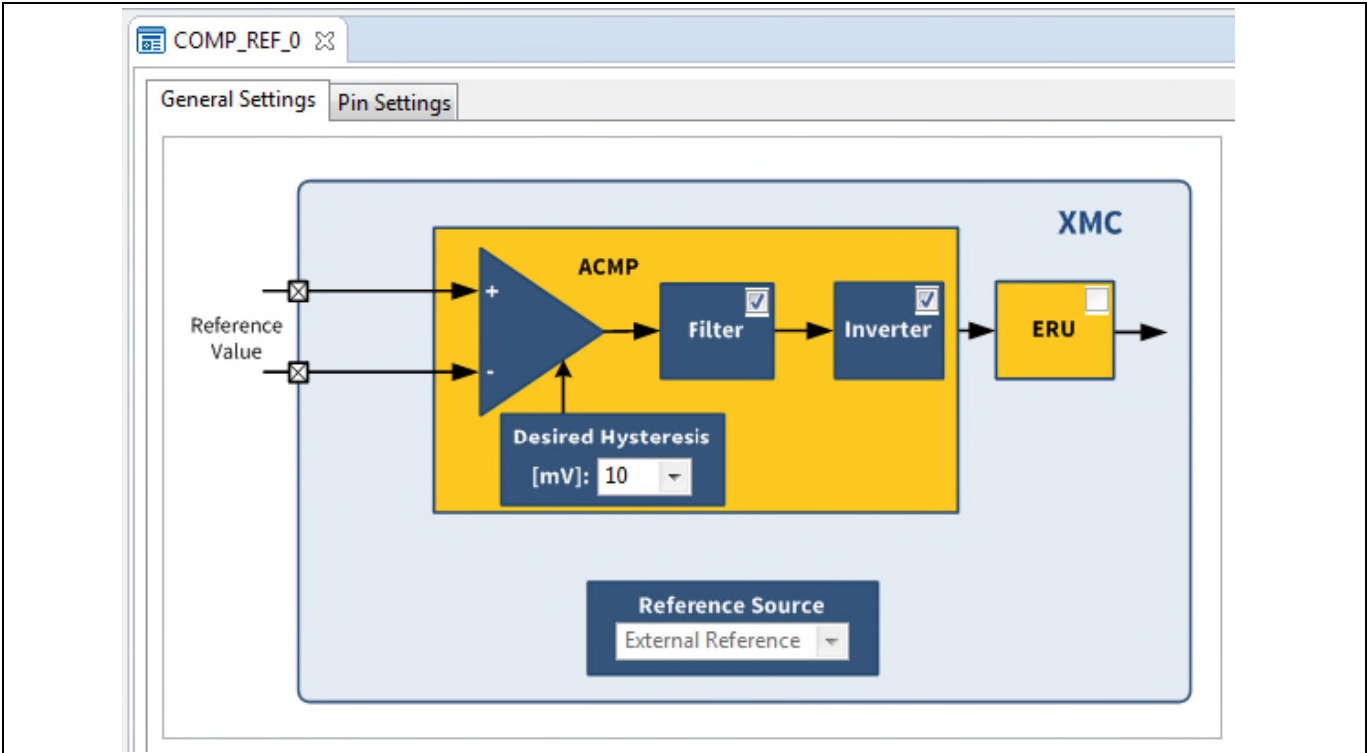 COMP_REF_0
General Settings
Pin Settings
XMC
ACMP
+
Filter
Inverter
ERU
Reference
Value
-
Desired Hysteresis
[mV]: 10
Reference Source
External Reference